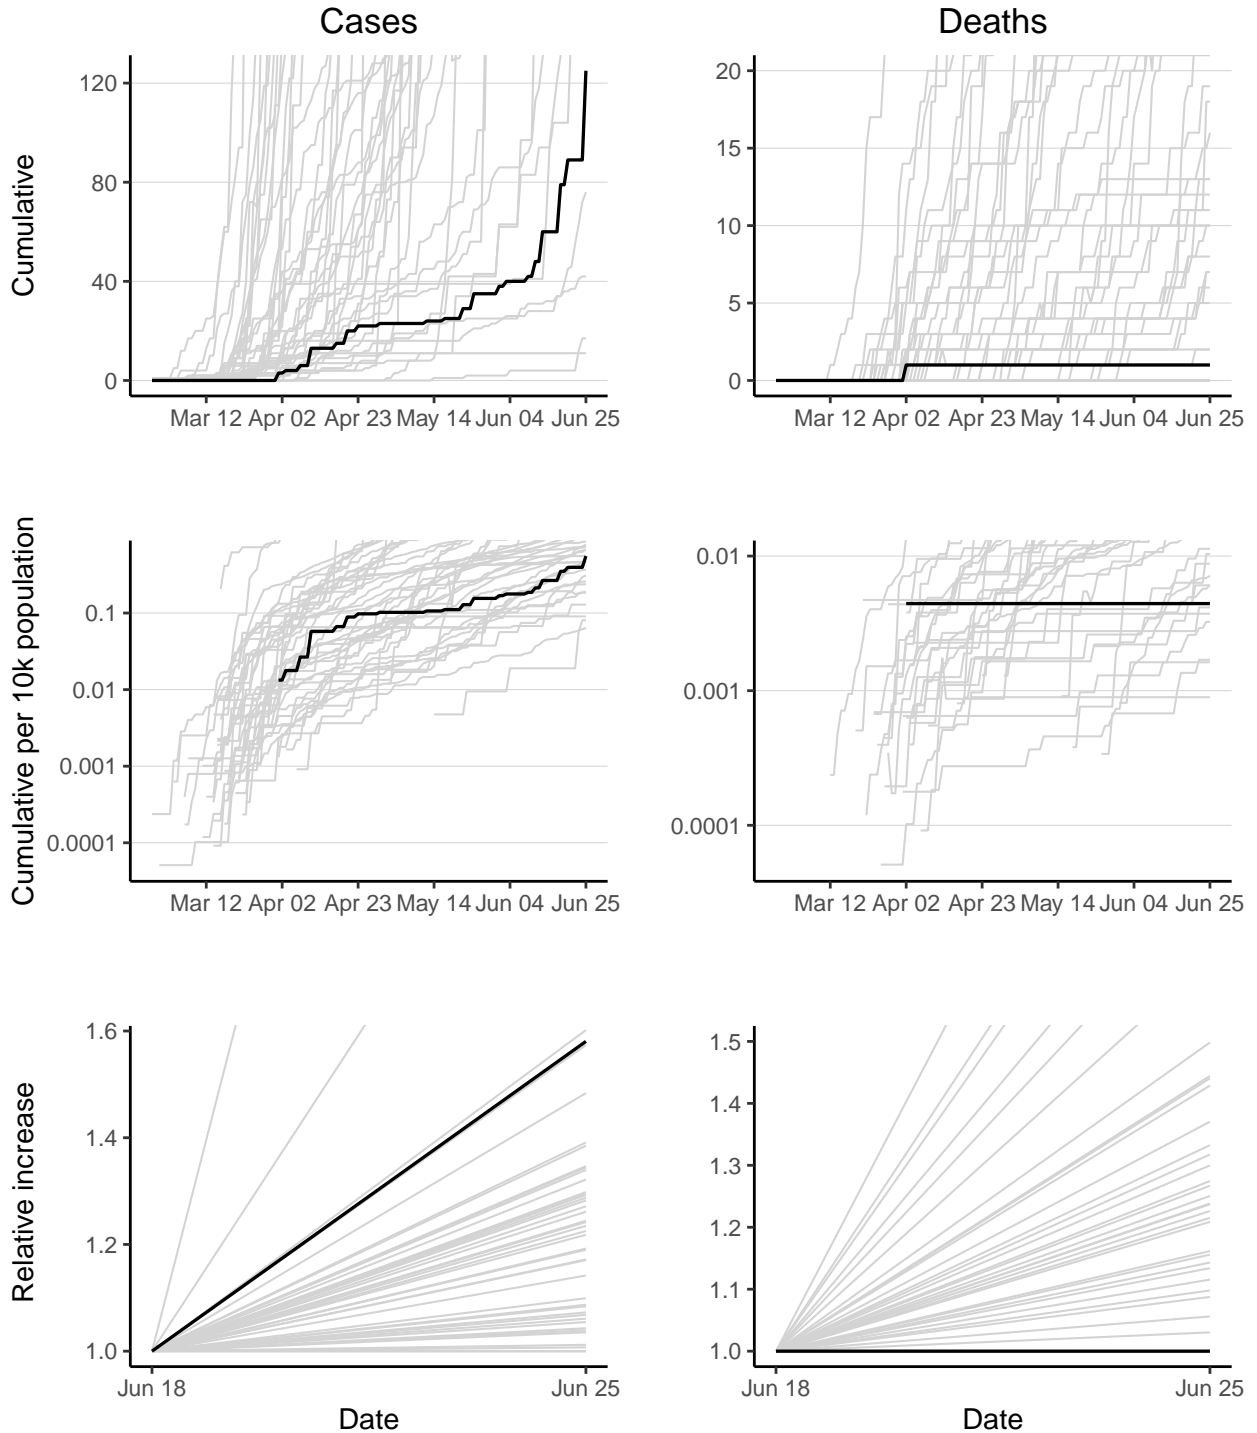 Cases
Deaths
Cumulative
120
80
40
0
Mar 12 Apr 02 Apr 23 May 14 Jun 04 Jun 25
20
15
10
5
0
Mar 12 Apr 02 Apr 23 May 14 Jun 04 Jun 25
Cumulative per 10k population
0.1
0.01
0.001
0.0001
Mar 12 Apr 02 Apr 23 May 14 Jun 04 Jun 25
0.01
0.001
0.0001
Mar 12 Apr 02 Apr 23 May 14 Jun 04 Jun 25
Relative increase
1.6
1.4
1.2
1.0
Jun 18 Jun 25
Date
1.5
1.4
1.3
1.2
1.1
1.0
Jun 18 Jun 25
Date